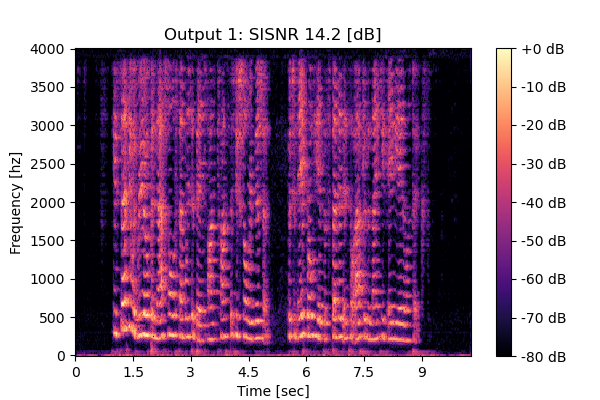 Output 1: SISNR 14.2 [dB]
4000
3500
3000
2500
2000
1500
1000
500
0
Frequency [hz]
0 1.5 3 4.5 6 7.5 9
Time [sec]
+0 dB
-10 dB
-20 dB
-30 dB
-40 dB
-50 dB
-60 dB
-70 dB
-80 dB